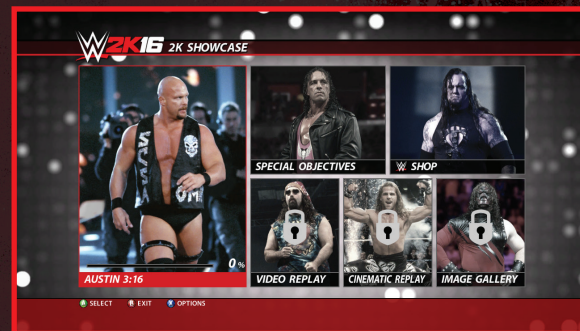 W 2K16 2K SHOWCASE
SPECIAL OBJECTIVES
W SHOP
0 %
AUSTIN 3:16
VIDEO REPLAY
CINEMATIC REPLAY
IMAGE GALLERY
A SELECT B EXIT X OPTIONS